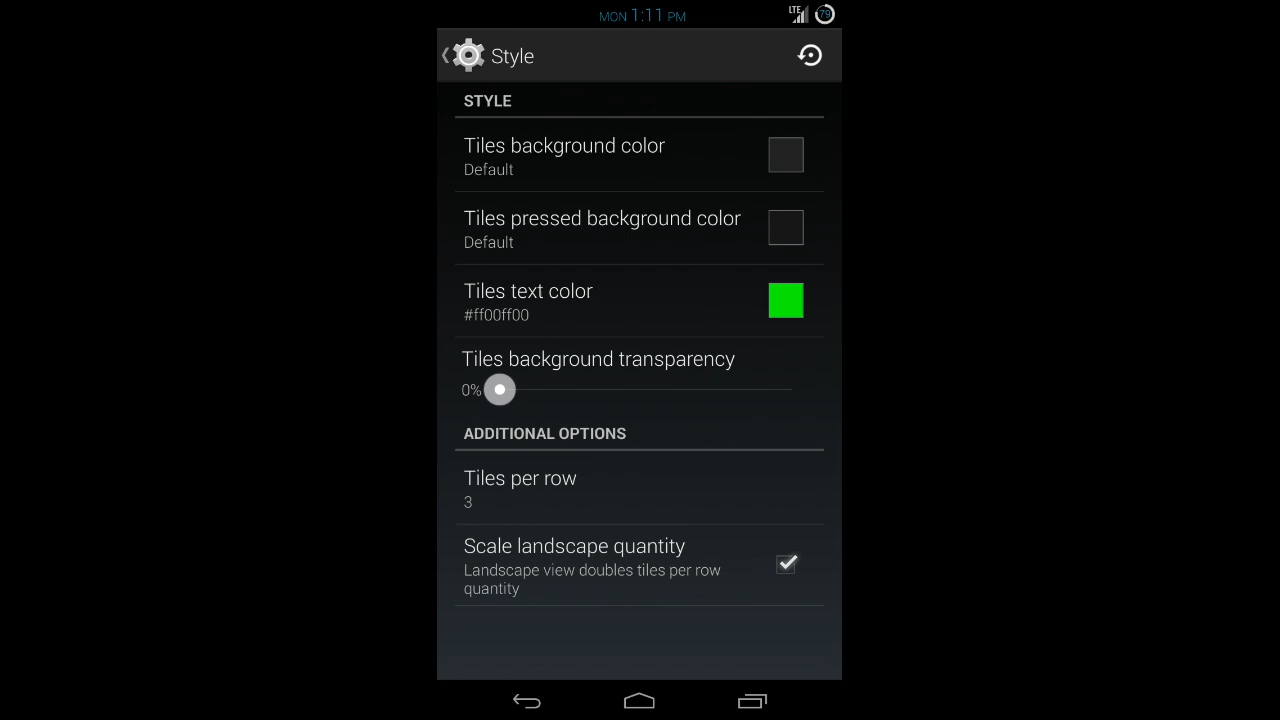 MON 1:11 PM
LTE
79
Style
STYLE
Tiles background color
Default
Tiles pressed background color
Default
Tiles text color
#ff00ff00
Tiles background transparency
0%
ADDITIONAL OPTIONS
Tiles per row
3
Scale landscape quantity
Landscape view doubles tiles per row
quantity